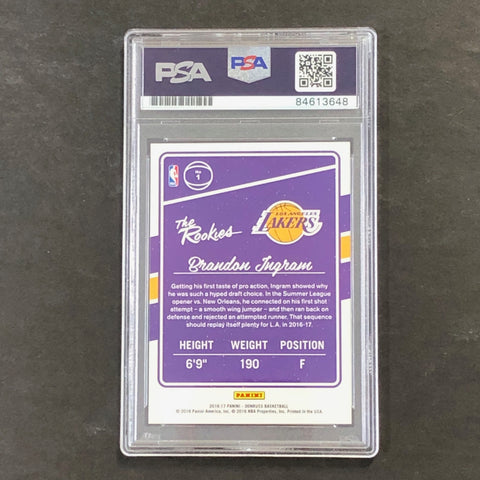 PSA
PSA
84613648
NBA
No
1
The
Rookies
LOS ANGELES
LAKERS
Brandon Ingram
Getting his first taste of pro action, Ingram showed why
he was such a hyped draft choice. In the Summer League
opener vs. New Orleans, he connected on his first shot
attempt – a smooth wing jumper – and then ran back on
defense and rejected an attempted runner. That sequence
should replay itself plenty for L.A. in 2016-17.
HEIGHT WEIGHT POSITION
6'9" 190 F
PANINI
2016-17 PANINI - DONRUSS BASKETBALL
© 2016 Panini America, Inc. © 2016 NBA Properties, Inc. Printed in the USA.